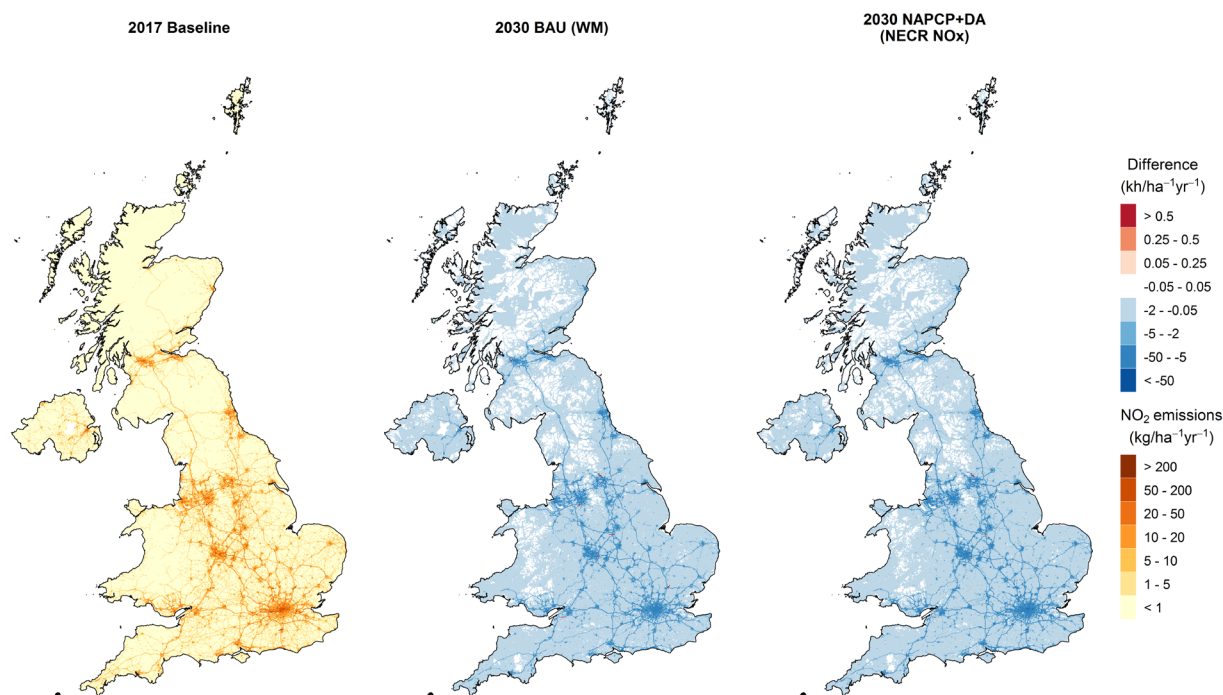 2017 Baseline
2030 BAU (WM)
2030 NAPCP+DA
(NECR NOx)
Difference
(kh/ha⁻¹yr⁻¹)
> 0.5
0.25 - 0.5
0.05 - 0.25
-0.05 - 0.05
-2 - -0.05
-5 - -2
-50 - -5
< -50
NO₂ emissions
(kg/ha⁻¹yr⁻¹)
> 200
50 - 200
20 - 50
10 - 20
5 - 10
1 - 5
< 1